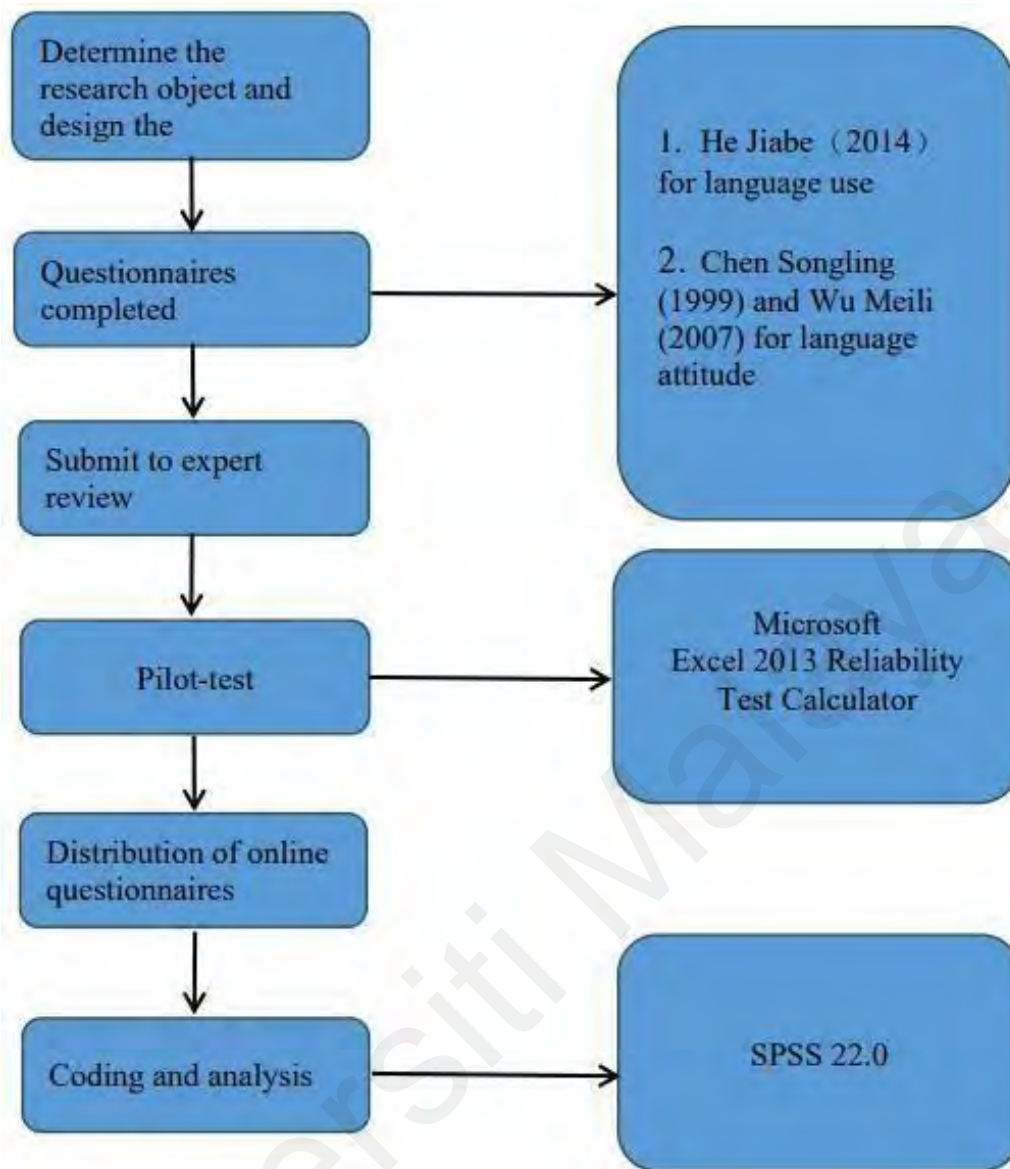 Determine the
research object and
design the
Questionnaires
completed
1. He Jiabe（2014）
for language use
2. Chen Songling
(1999) and Wu Meili
(2007) for language
attitude
Submit to expert
review
Pilot-test
Microsoft
Excel 2013 Reliability
Test Calculator
Distribution of online
questionnaires
Coding and analysis
SPSS 22.0
ersiti Malaya